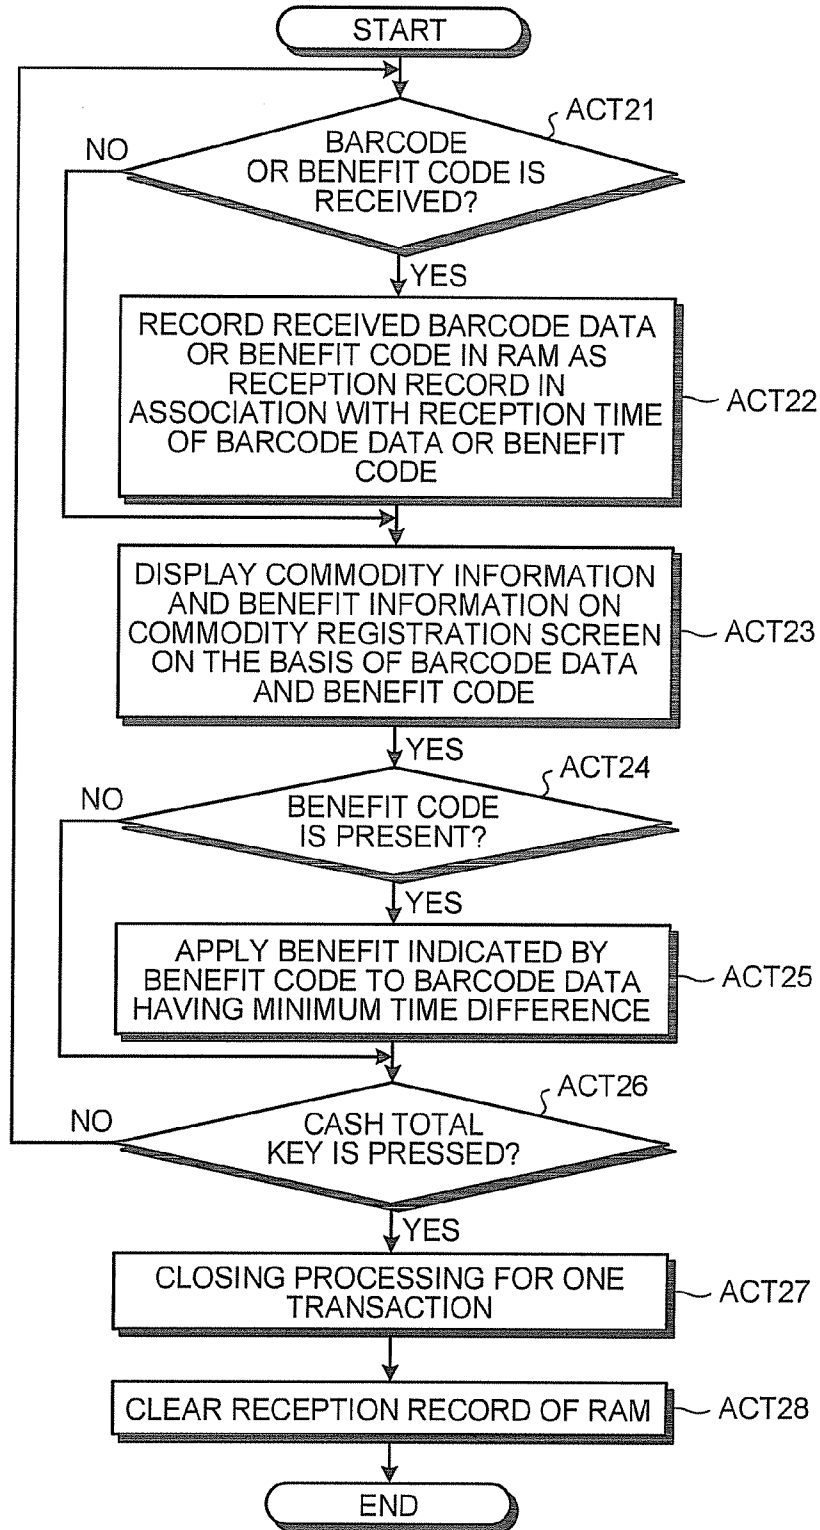 START
ACT21
NO
BARCODE
OR BENEFIT CODE IS
RECEIVED?
YES
RECORD RECEIVED BARCODE DATA
OR BENEFIT CODE IN RAM AS
RECEPTION RECORD IN
ASSOCIATION WITH RECEPTION TIME
OF BARCODE DATA OR BENEFIT
CODE
ACT22
DISPLAY COMMODITY INFORMATION
AND BENEFIT INFORMATION ON
COMMODITY REGISTRATION SCREEN
ON THE BASIS OF BARCODE DATA
AND BENEFIT CODE
ACT23
YES
ACT24
NO
BENEFIT CODE
IS PRESENT?
YES
APPLY BENEFIT INDICATED BY
BENEFIT CODE TO BARCODE DATA
HAVING MINIMUM TIME DIFFERENCE
ACT25
ACT26
NO
CASH TOTAL
KEY IS PRESSED?
YES
CLOSING PROCESSING FOR ONE
TRANSACTION
ACT27
CLEAR RECEPTION RECORD OF RAM
ACT28
END